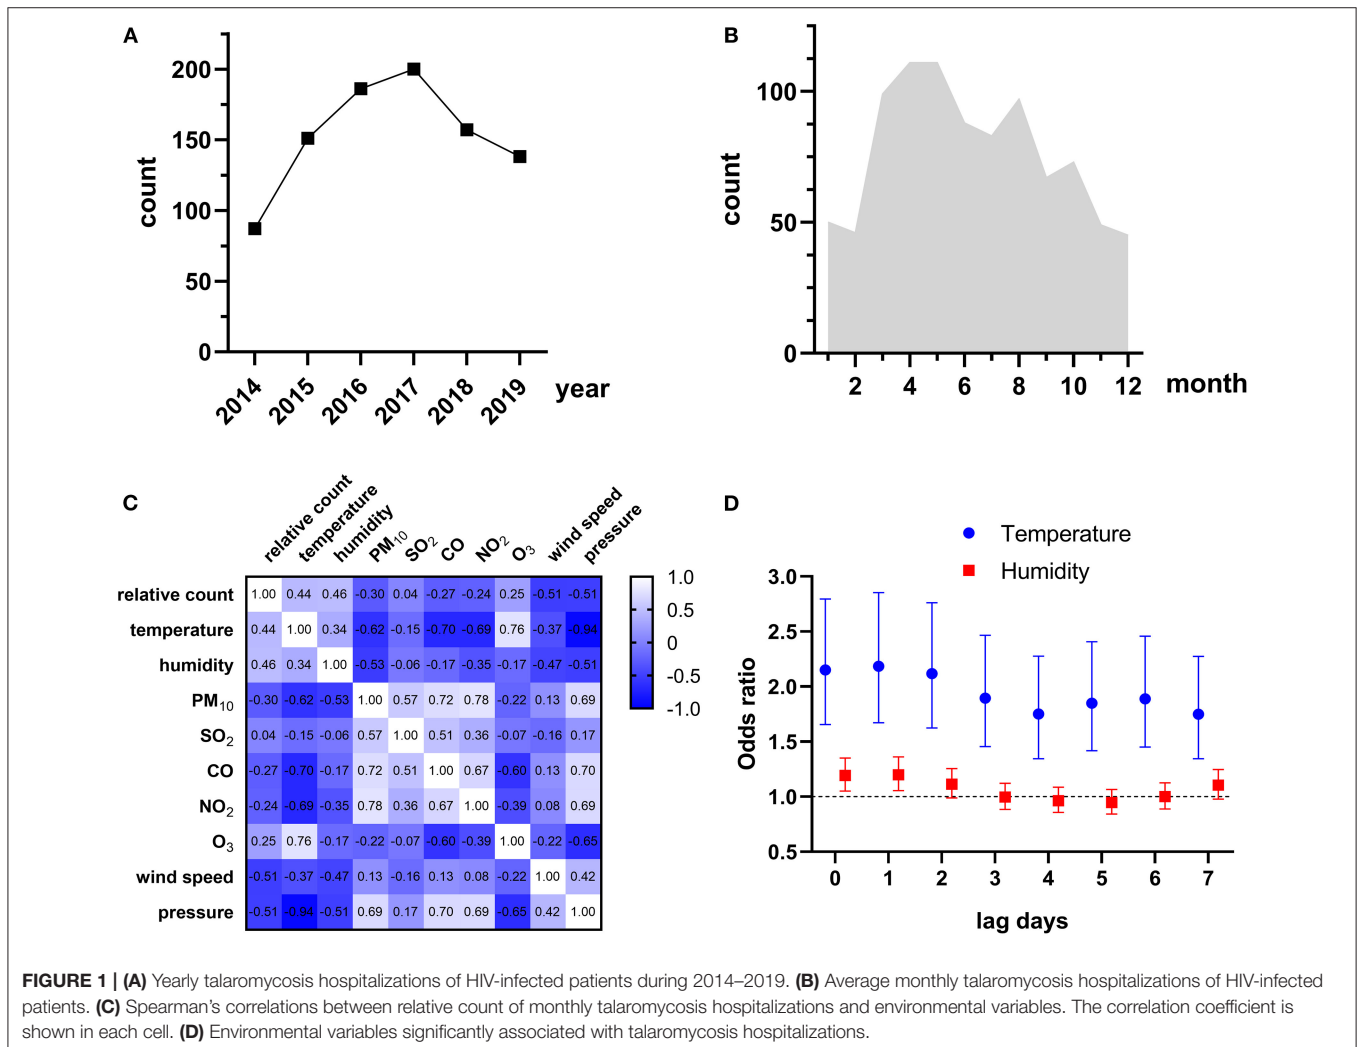 A
count
200
150
100
50
0
2014 2015 2016 2017 2018 2019 year
B
count
100
50
0
2 4 6 8 10 12 month
C
relative count temperature humidity PM10 SO2 CO NO2 O3 wind speed pressure
relative count 1.00 0.44 0.46 -0.30 0.04 -0.27 -0.24 0.25 -0.51 -0.51
temperature 0.44 1.00 0.34 -0.62 -0.15 -0.70 -0.69 0.76 -0.37 -0.94
humidity 0.46 0.34 1.00 -0.53 -0.06 -0.17 -0.35 -0.17 -0.47 -0.51
PM10 -0.30 -0.62 -0.53 1.00 0.57 0.72 0.78 -0.22 0.13 0.69
SO2 0.04 -0.15 -0.06 0.57 1.00 0.51 0.36 -0.07 -0.16 0.17
CO -0.27 -0.70 -0.17 0.72 0.51 1.00 0.67 -0.60 0.13 0.70
NO2 -0.24 -0.69 -0.35 0.78 0.36 0.67 1.00 -0.39 0.08 0.69
O3 0.25 0.76 -0.17 -0.22 -0.07 -0.60 -0.39 1.00 -0.22 -0.65
wind speed -0.51 -0.37 -0.47 0.13 -0.16 0.13 0.08 -0.22 1.00 0.42
pressure -0.51 -0.94 -0.51 0.69 0.17 0.70 0.69 -0.65 0.42 1.00
1.0
0.5
0
-0.5
-1.0
D
Temperature
Humidity
Odds ratio
3.0
2.5
2.0
1.5
1.0
0.5
0 1 2 3 4 5 6 7
lag days
FIGURE 1 | (A) Yearly talaromycosis hospitalizations of HIV-infected patients during 2014–2019. (B) Average monthly talaromycosis hospitalizations of HIV-infected
patients. (C) Spearman's correlations between relative count of monthly talaromycosis hospitalizations and environmental variables. The correlation coefficient is
shown in each cell. (D) Environmental variables significantly associated with talaromycosis hospitalizations.